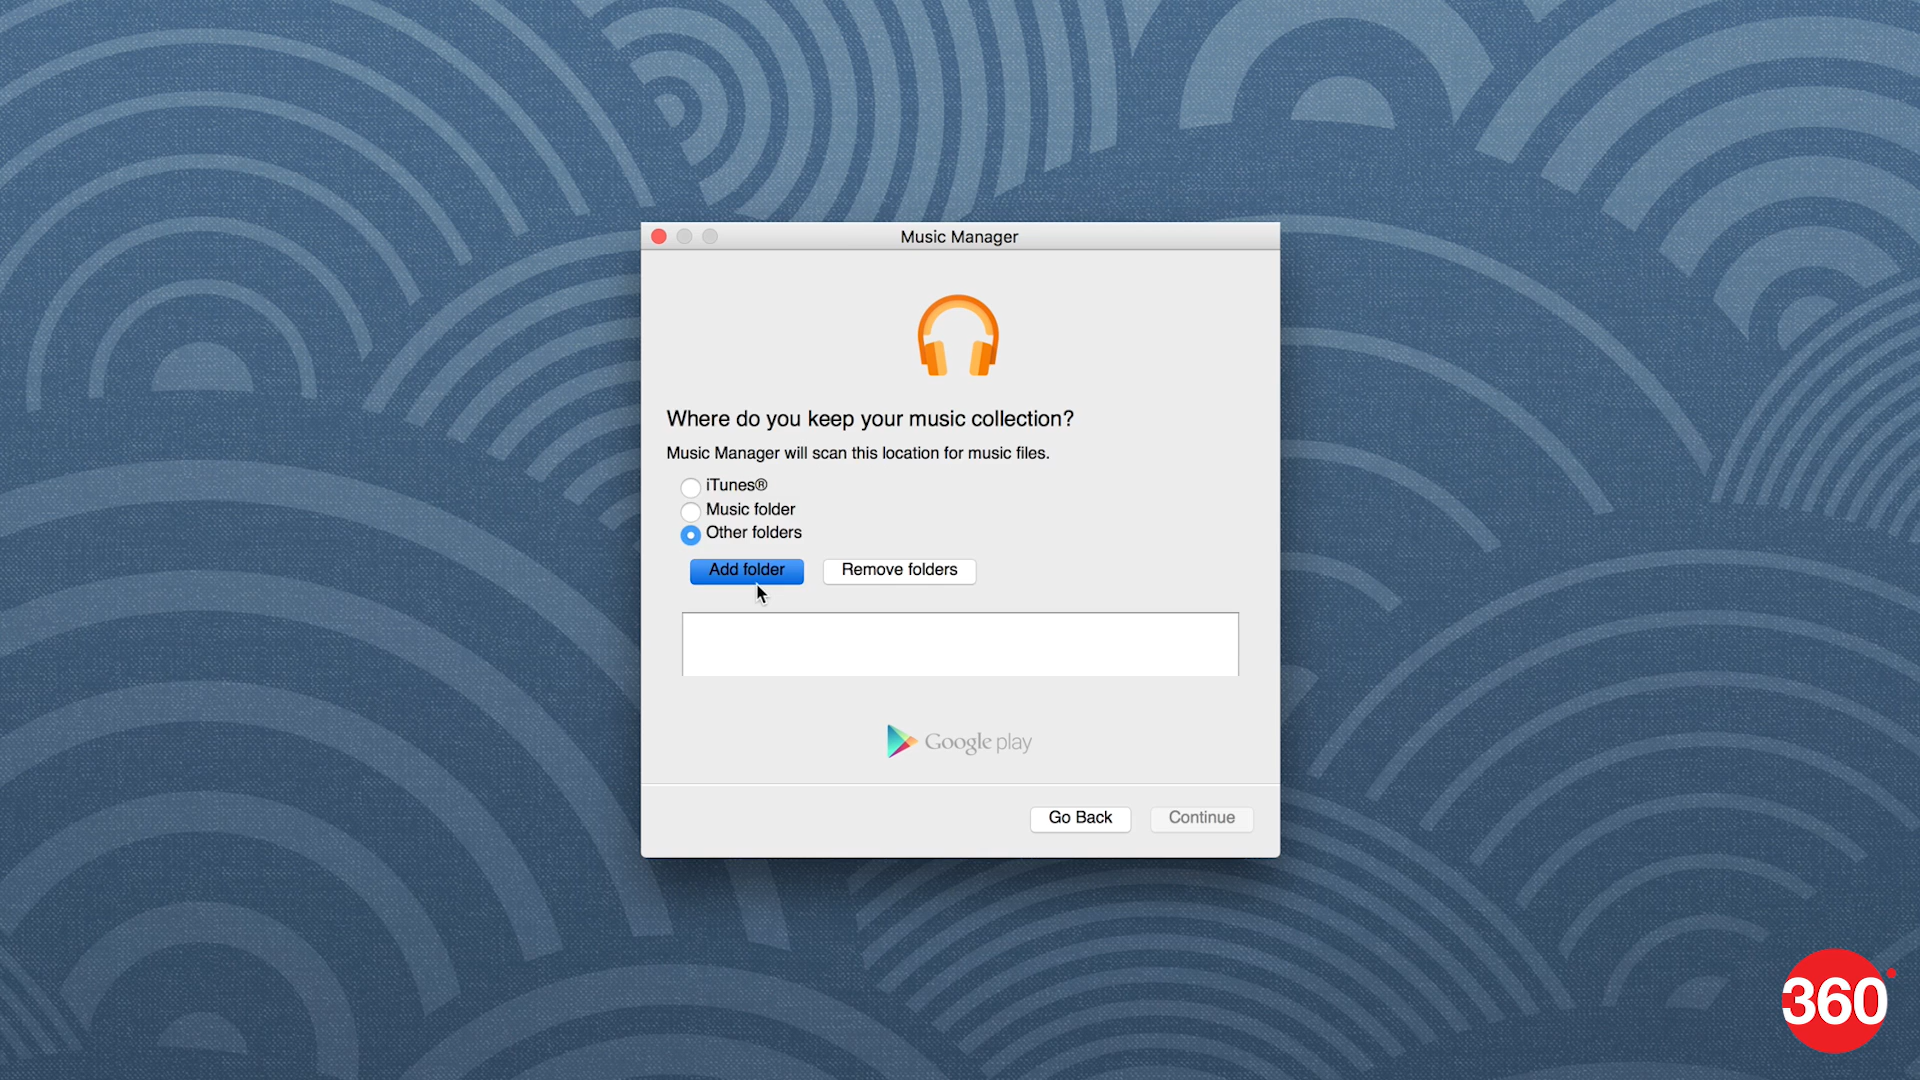 Music Manager
Where do you keep your music collection?
Music Manager will scan this location for music files.
iTunes®
Music folder
Other folders
Add folder
Remove folders
Google play
Go Back
Continue
360